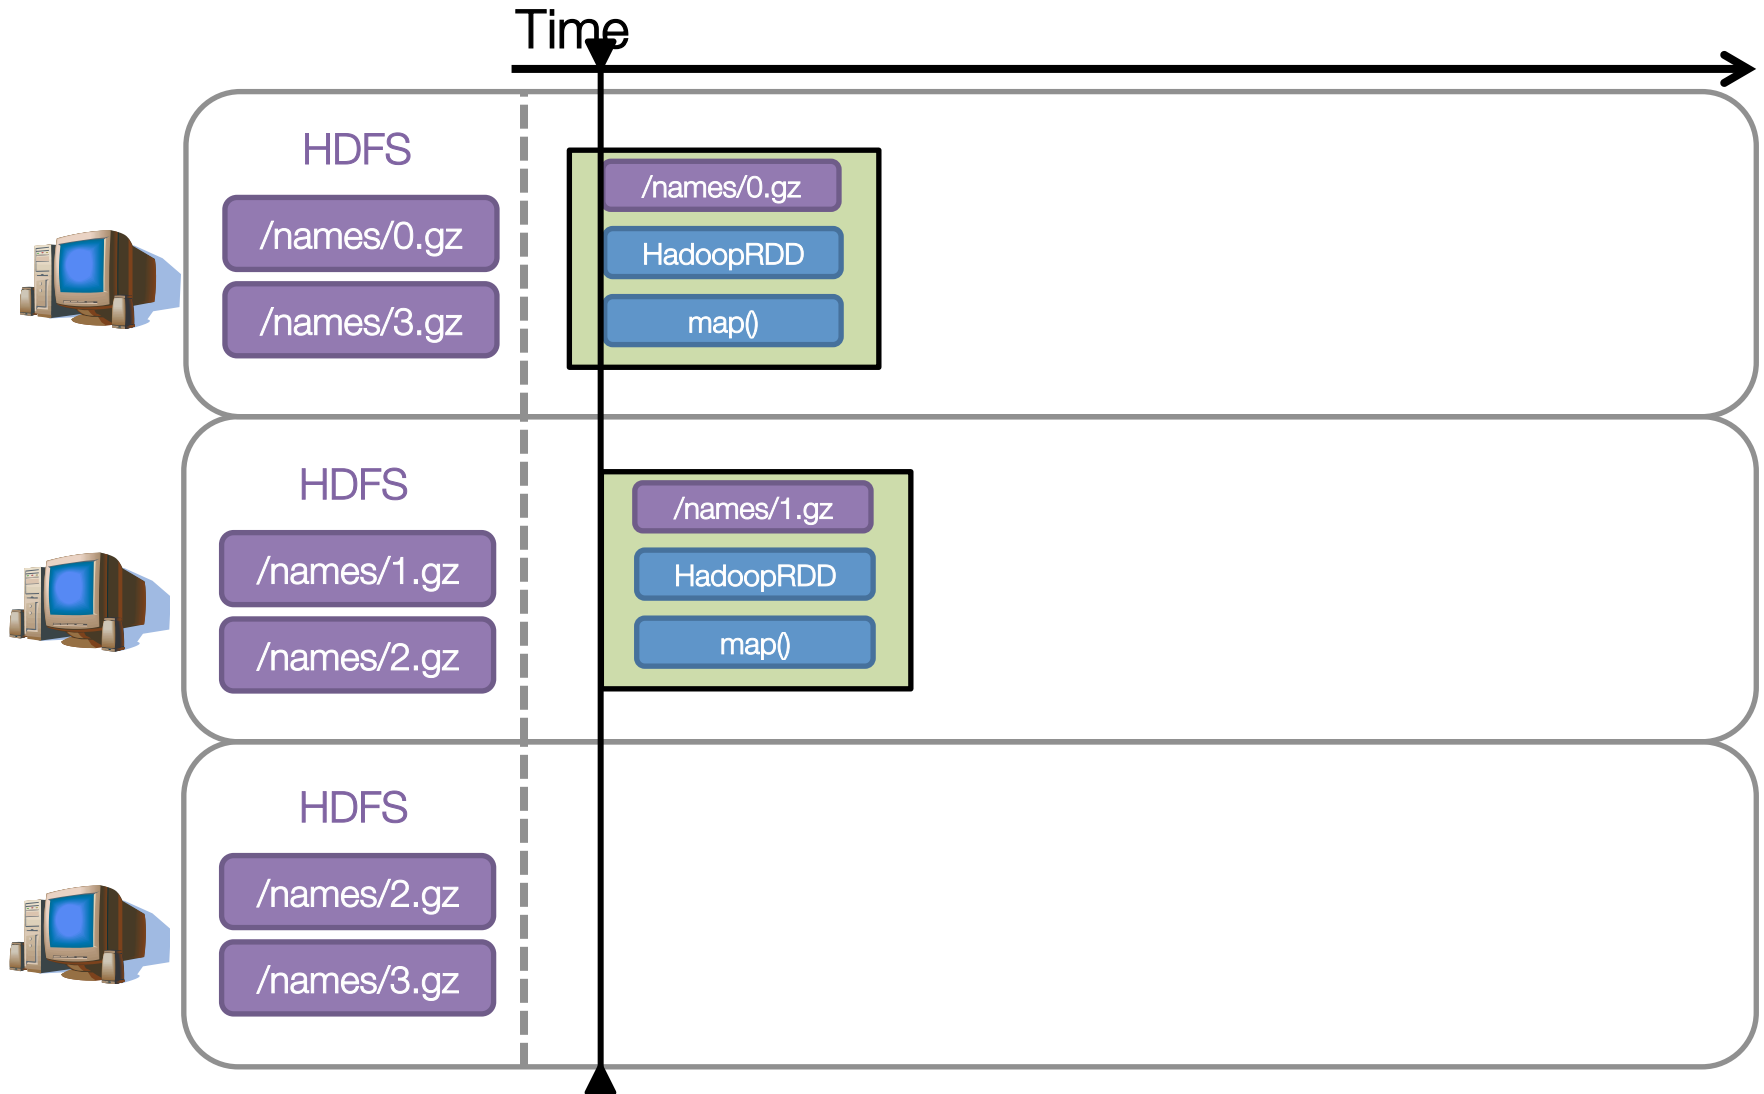 Time
HDFS
/names/0.gz
/names/3.gz
/names/0.gz
HadoopRDD
map()
HDFS
/names/1.gz
/names/2.gz
/names/1.gz
HadoopRDD
map()
HDFS
/names/2.gz
/names/3.gz